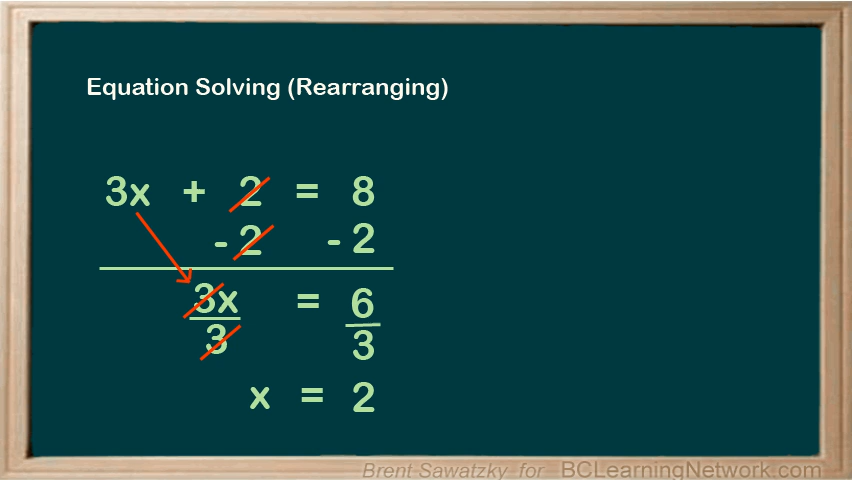 Equation Solving (Rearranging)
3x + 2 = 8
- 2 - 2
3x = 6
3 3
x = 2
Brent Sawatzky for BCLearningNetwork.com